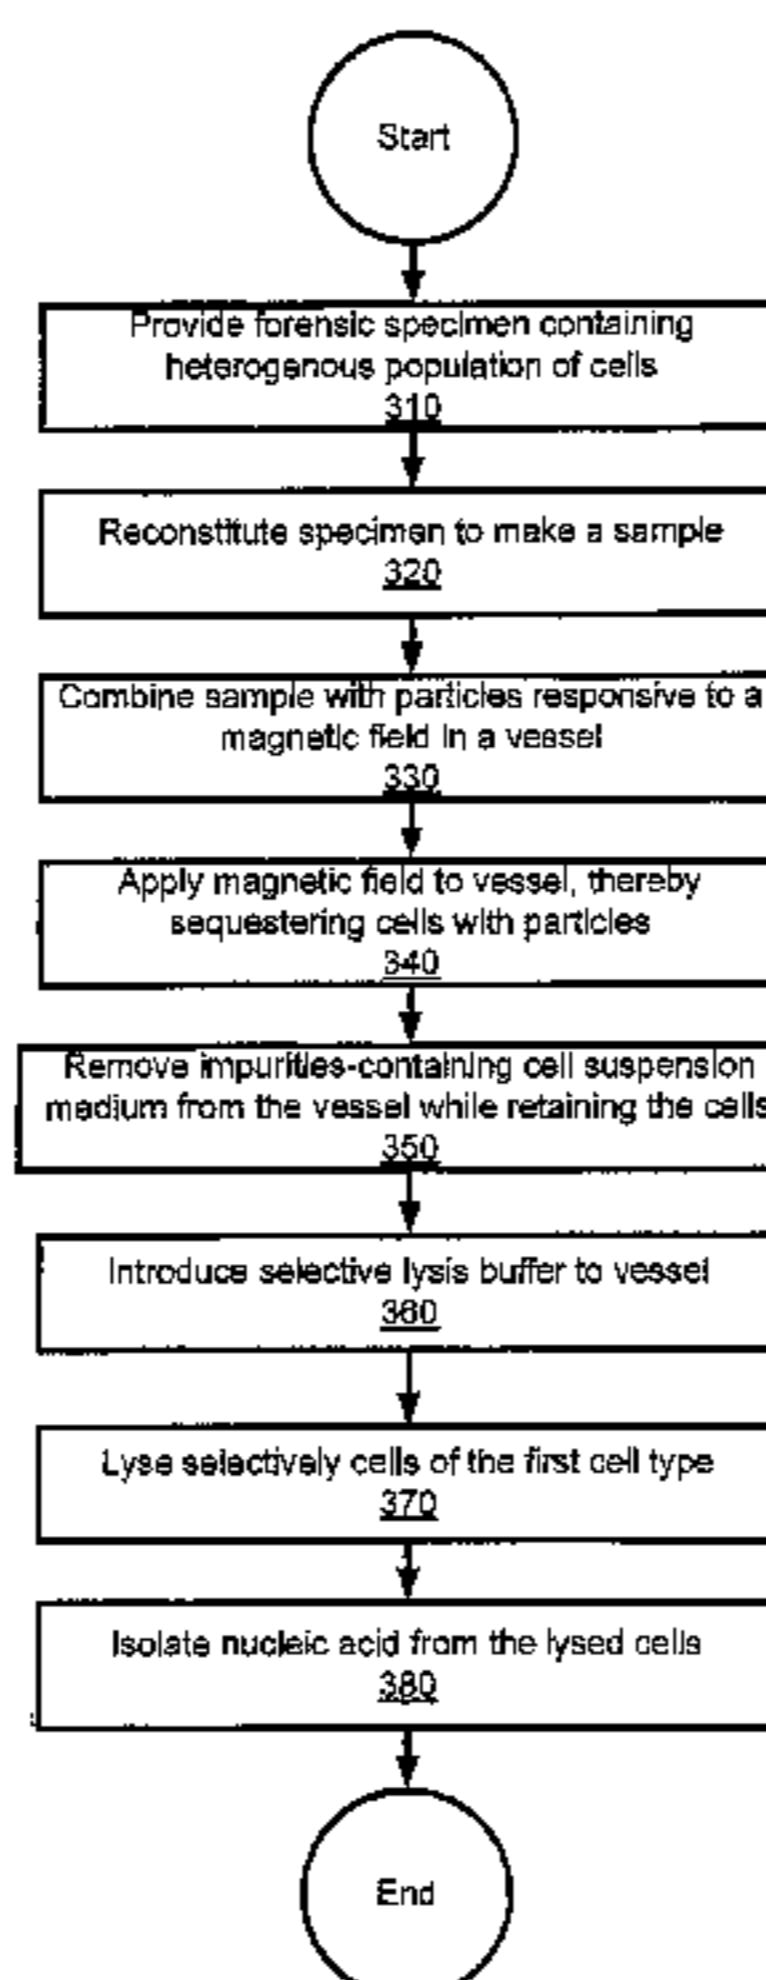 Start
Provide forensic specimen containing
heterogenous population of cells
310
Reconstitute specimen to make a sample
320
Combine sample with particles responsive to a
magnetic field in a vessel
330
Apply magnetic field to vessel, thereby
sequestering cells with particles
340
Remove impurities-containing cell suspension
medium from the vessel while retaining the cells
350
Introduce selective lysis buffer to vessel
360
Lyse selectively cells of the first cell type
370
Isolate nucleic acid from the lysed cells
380
End